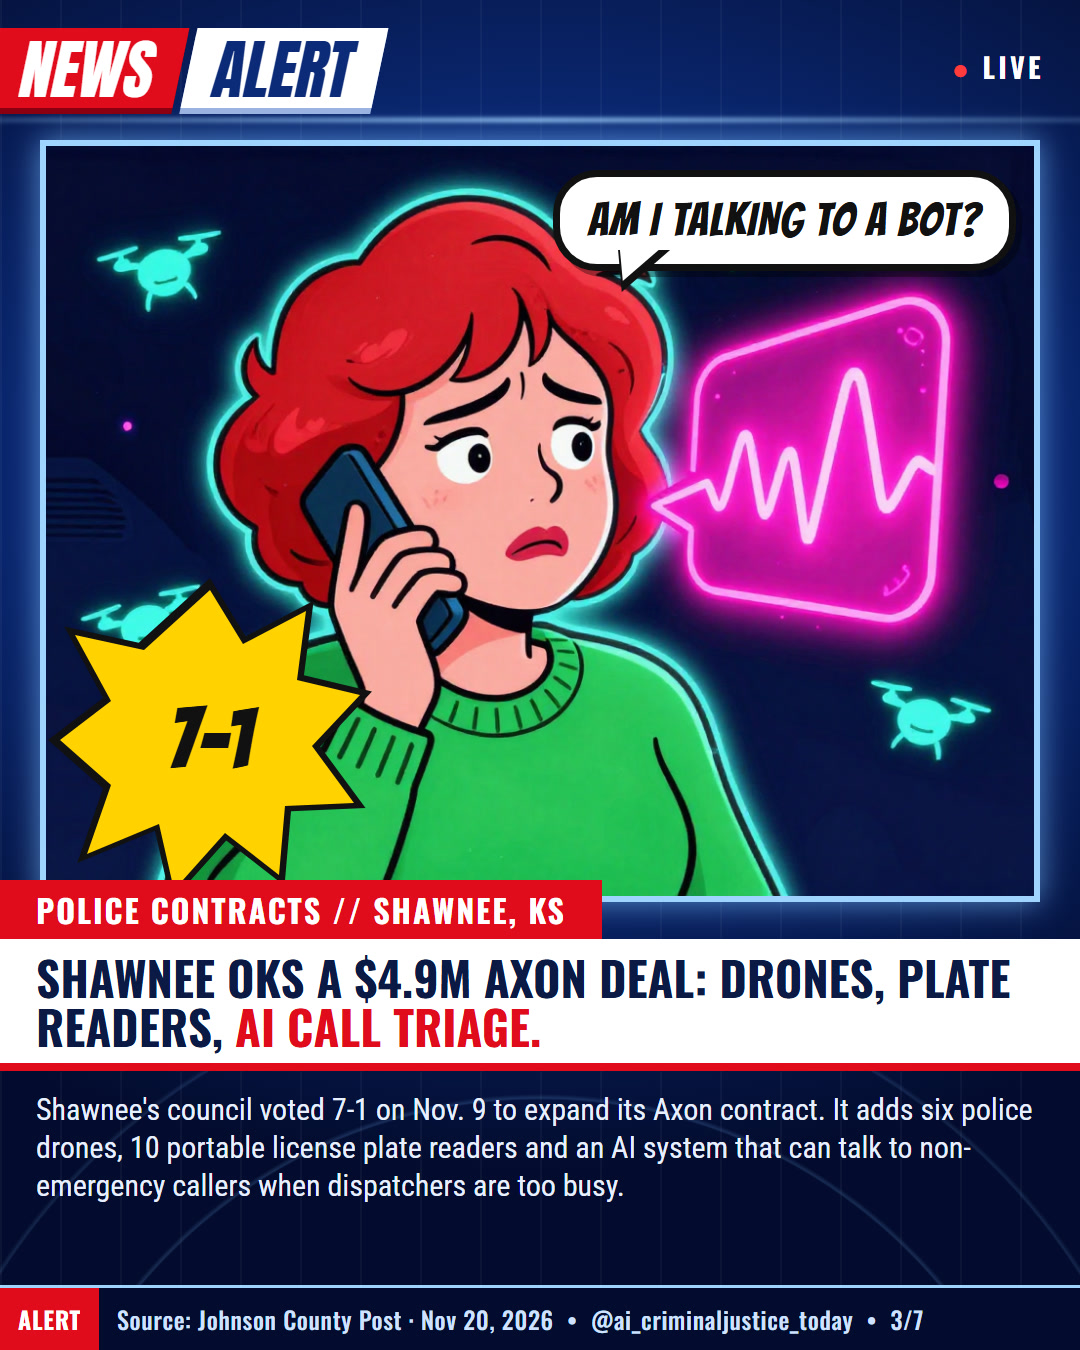 NEWS ALERT
LIVE
AM I TALKING TO A BOT?
7-1
POLICE CONTRACTS // SHAWNEE, KS
SHAWNEE OKS A $4.9M AXON DEAL: DRONES, PLATE
READERS, AI CALL TRIAGE.
Shawnee's council voted 7-1 on Nov. 9 to expand its Axon contract. It adds six police
drones, 10 portable license plate readers and an AI system that can talk to non-
emergency callers when dispatchers are too busy.
ALERT Source: Johnson County Post · Nov 20, 2026 • @ai_criminaljustice_today • 3/7